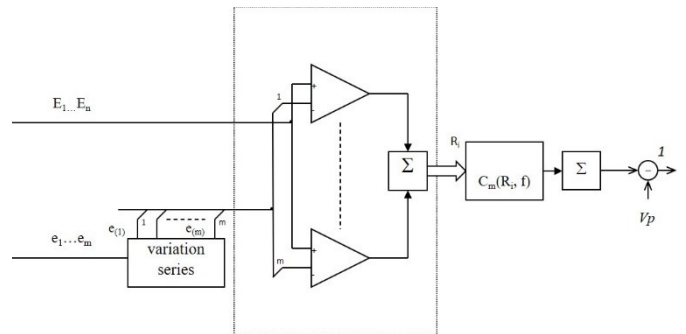 E₁...Eₙ
e₁...eₘ
e₍₁₎
1
e₍ₘ₎
m
variation
series
1
m
+
-
+
-
Σ
Rᵢ
Cₘ(Rᵢ, f)
Σ
-
1
Vp